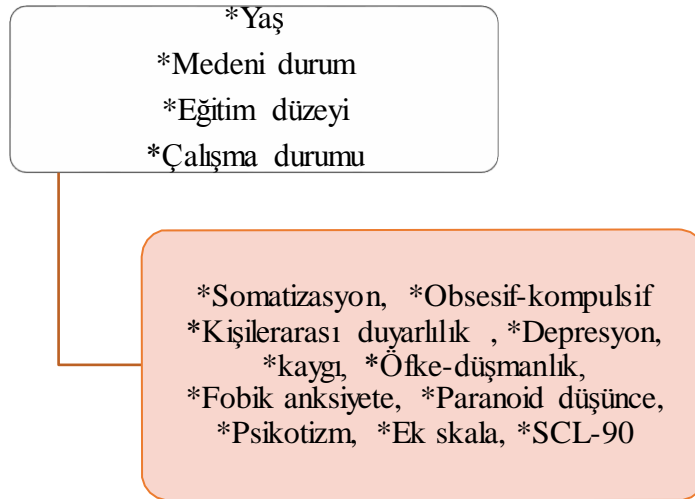 *Yaş
*Medeni durum
*Eğitim düzeyi
*Çalışma durumu
*Somatizasyon, *Obsesif-kompulsif
*Kişilerarası duyarlılık , *Depresyon,
*kaygı, *Öfke-düşmanlık,
*Fobik anksiyete, *Paranoid düşünce,
*Psikotizm, *Ek skala, *SCL-90